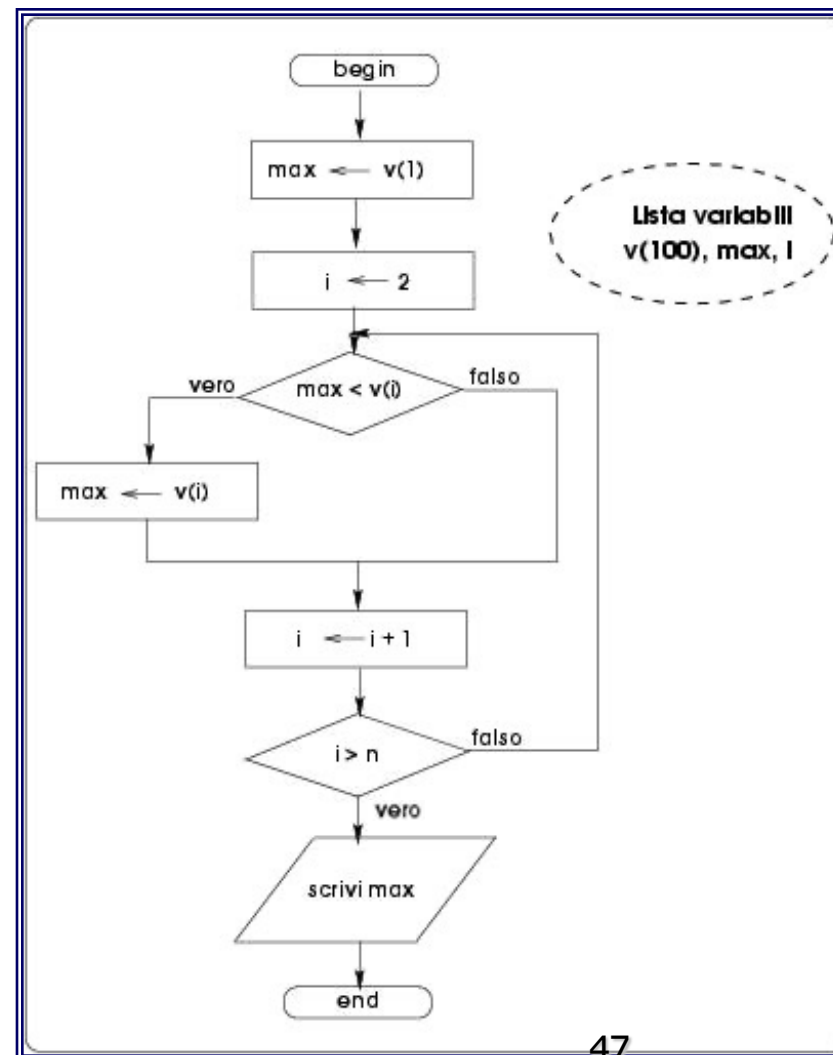 begin
max ← v(1)
Lista variabili
v(100), max, i
i ← 2
vero
max < v(i)
falso
max ← v(i)
i ← i + 1
i > n
falso
vero
scrivi max
end
47